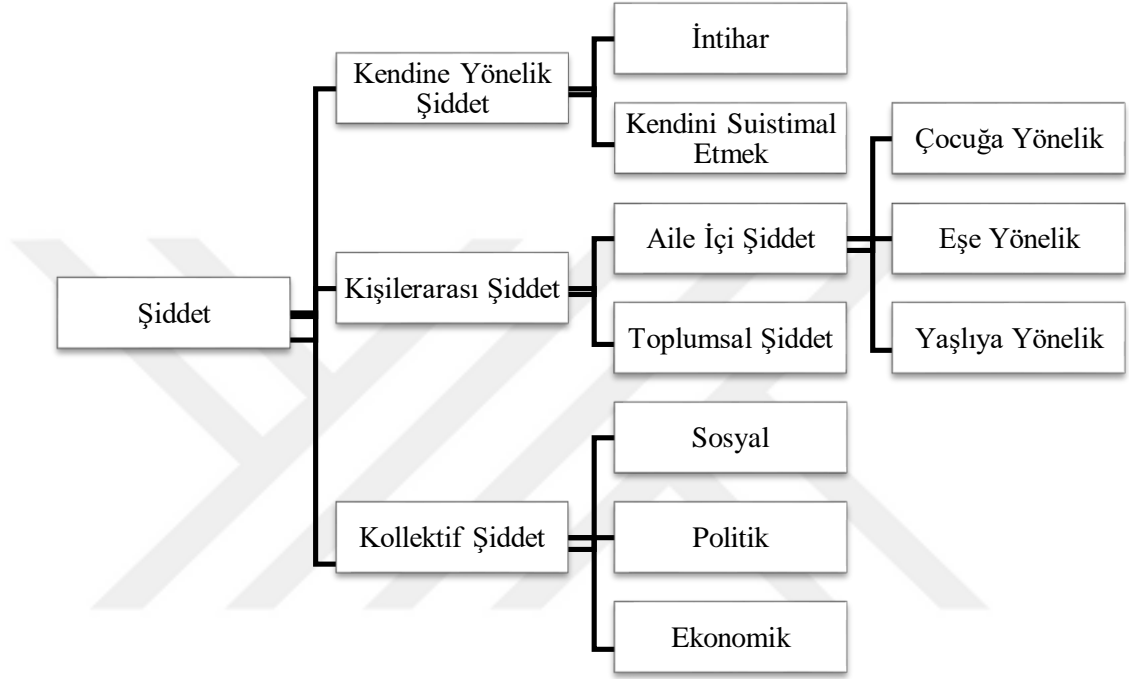 Şiddet
Kendine Yönelik
Şiddet
İntihar
Kendini Suistimal
Etmek
Kişilerarası Şiddet
Aile İçi Şiddet
Çocuğa Yönelik
Eşe Yönelik
Yaşlıya Yönelik
Toplumsal Şiddet
Kollektif Şiddet
Sosyal
Politik
Ekonomik